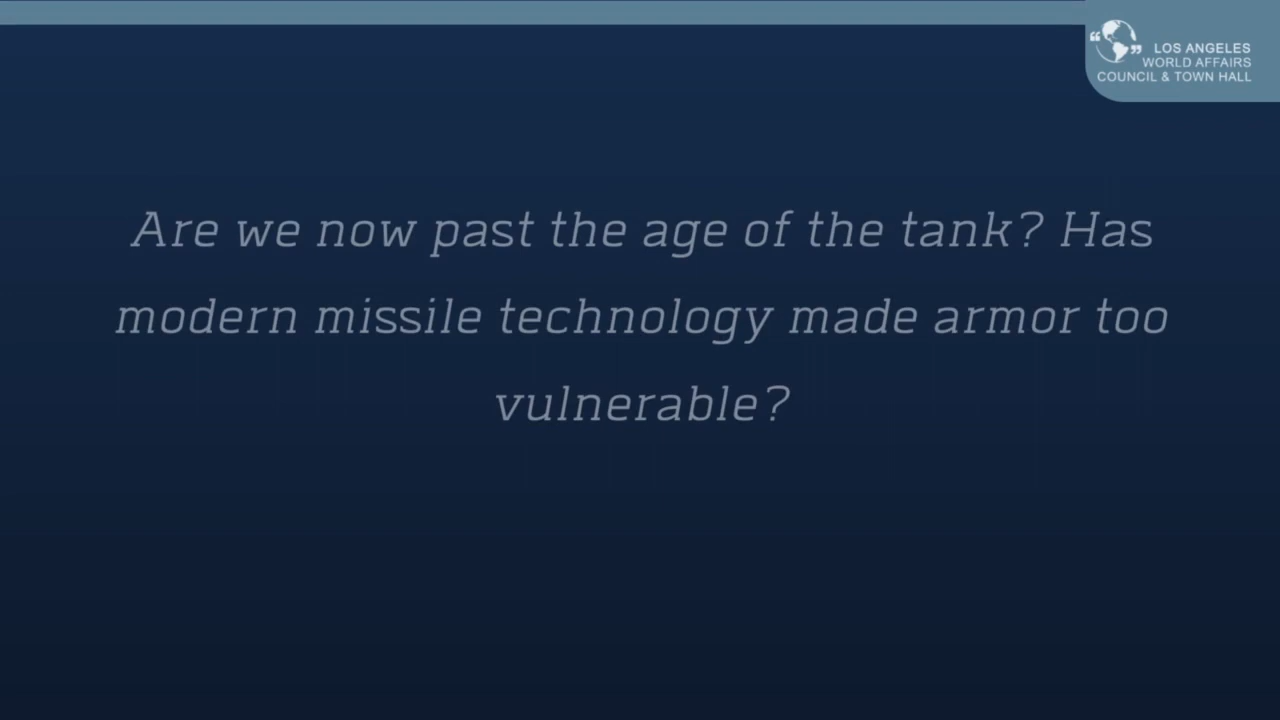 “ ” LOS ANGELES
WORLD AFFAIRS
COUNCIL & TOWN HALL
Are we now past the age of the tank? Has
modern missile technology made armor too
vulnerable?